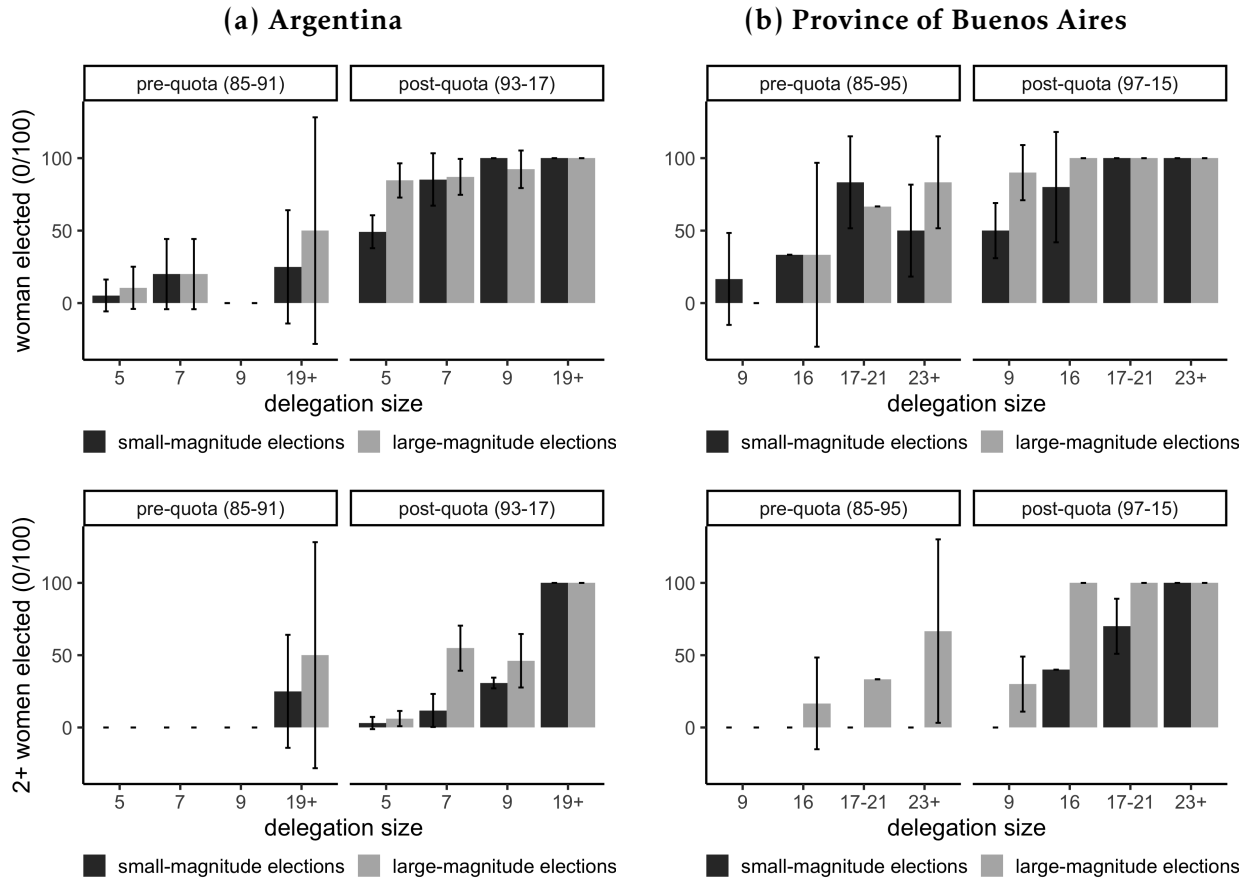 (a) Argentina
pre-quota (85-91) post-quota (93-17)
woman elected (0/100)
100
50
0
5 7 9 19+ 5 7 9 19+
delegation size
small-magnitude elections large-magnitude elections
(b) Province of Buenos Aires
pre-quota (85-95) post-quota (97-15)
100
50
0
9 16 17-21 23+ 9 16 17-21 23+
delegation size
small-magnitude elections large-magnitude elections
pre-quota (85-91) post-quota (93-17)
2+ women elected (0/100)
100
50
0
5 7 9 19+ 5 7 9 19+
delegation size
small-magnitude elections large-magnitude elections
pre-quota (85-95) post-quota (97-15)
100
50
0
9 16 17-21 23+ 9 16 17-21 23+
delegation size
small-magnitude elections large-magnitude elections